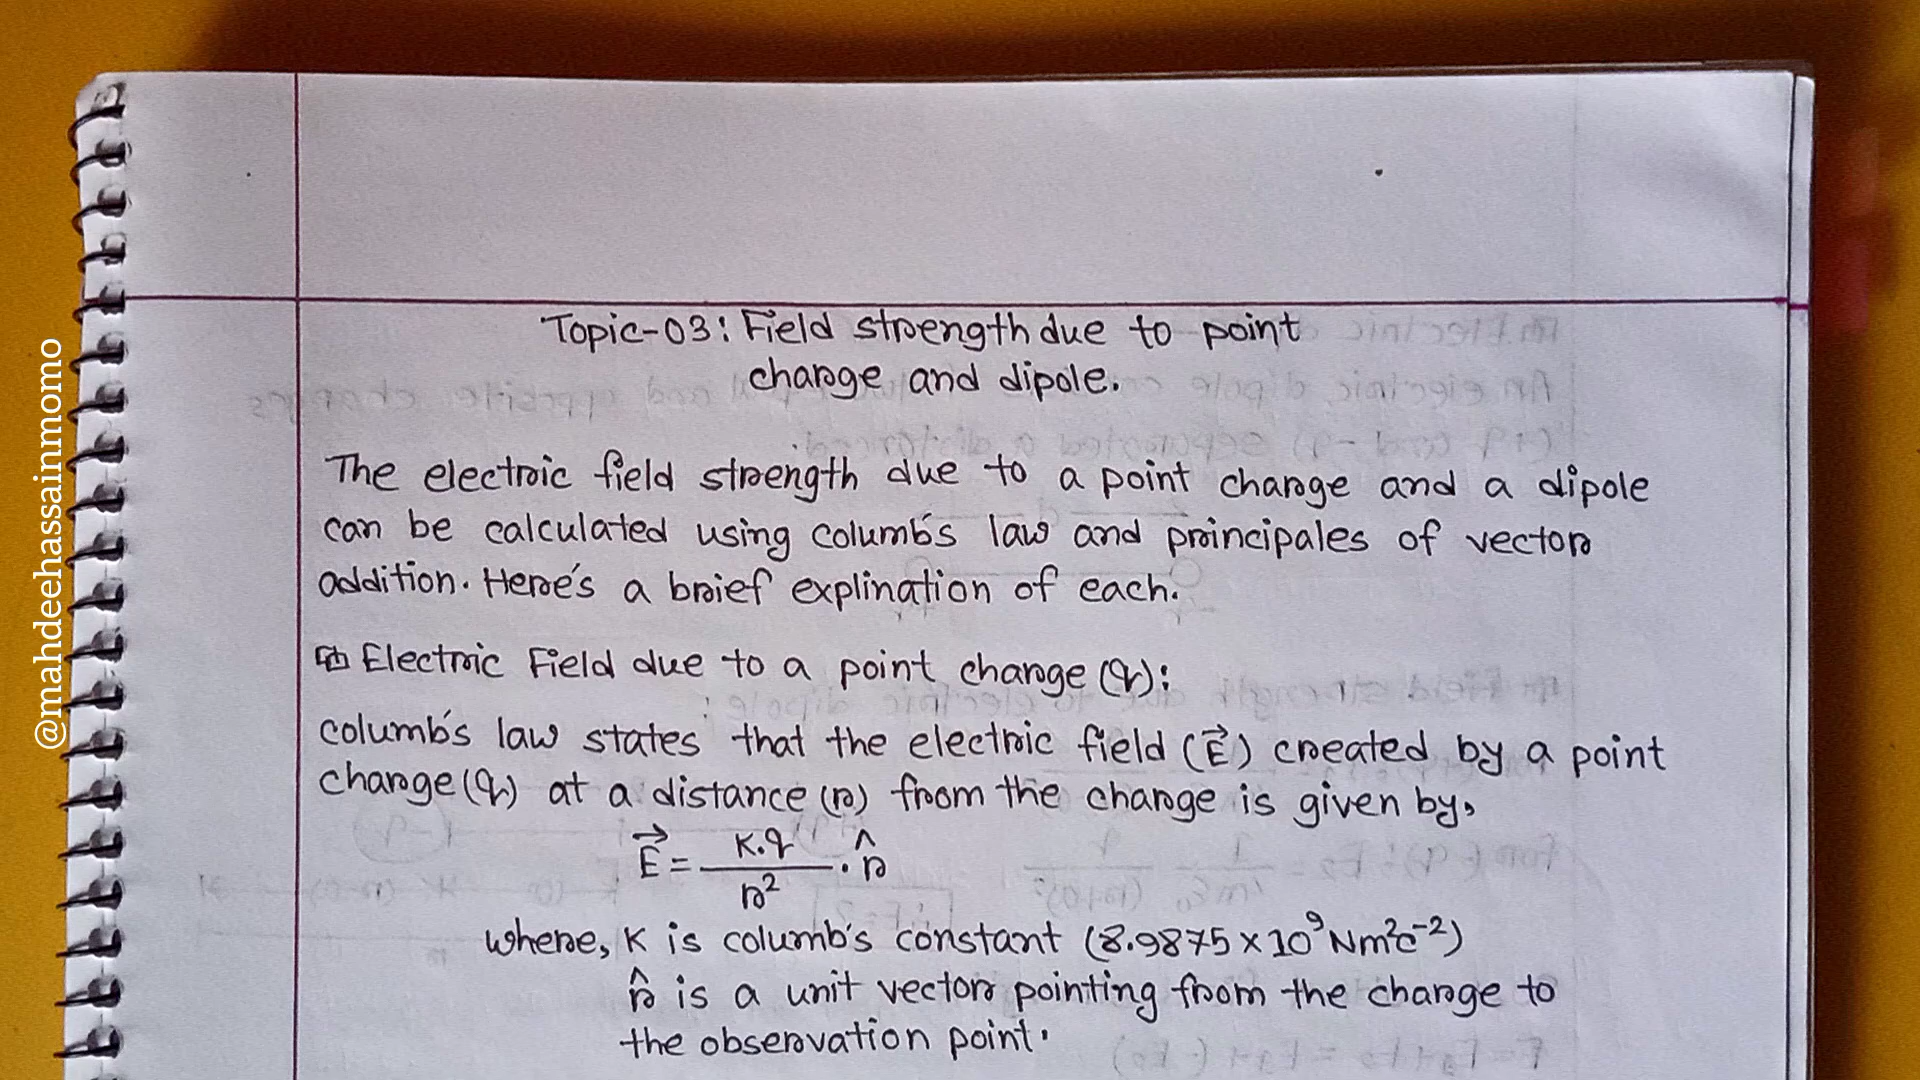 Topic-03: Field strength due to point
charge and dipole.
The electric field strength due to a point charge and a dipole
can be calculated using columb's law and principales of vector
addition. Here's a brief explination of each.
Electric Field due to a point charge (q):
columb's law states that the electric field (E⃗) created by a point
charge (q) at a distance (r) from the charge is given by,
E⃗ = K.q / r² . r̂
where, K is columb's constant (8.9875 x 10⁹ Nm²c⁻²)
r̂ is a unit vector pointing from the charge to
the observation point.
@mahdeehassainmomo